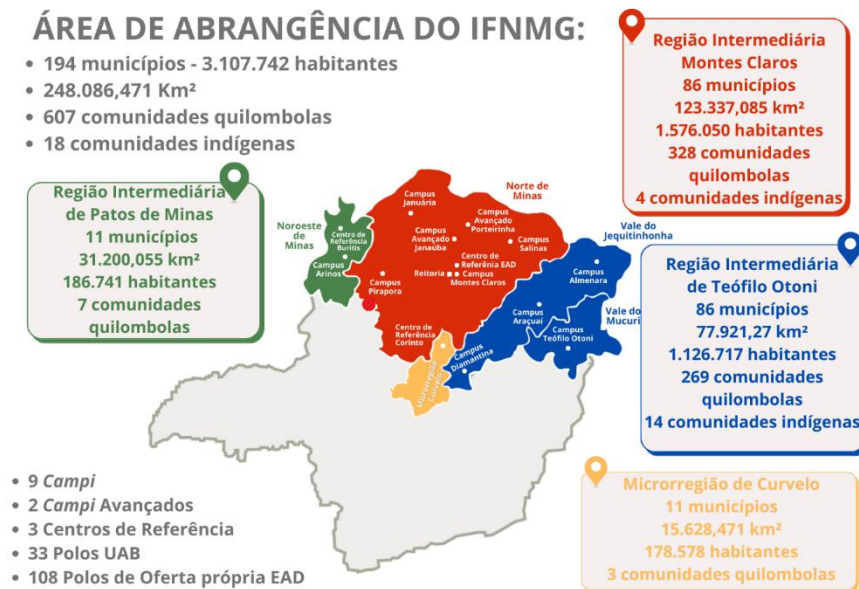 ÁREA DE ABRANGÊNCIA DO IFNMG:
• 194 municípios - 3.107.742 habitantes
• 248.086,471 Km²
• 607 comunidades quilombolas
• 18 comunidades indígenas
Região Intermediária
Montes Claros
86 municípios
123.337,085 km²
1.576.050 habitantes
328 comunidades
quilombolas
4 comunidades indígenas
Região Intermediária
de Patos de Minas
11 municípios
31.200,055 km²
186.741 habitantes
7 comunidades
quilombolas
Noroeste
de Minas
Centro de
Referência
Buritis
Campus
Arinos
Norte de
Minas
Campus
Januária
Campus
Avançado
Porteirinha
Campus
Avançado
Janaúba
Campus
Salinas
Centro de
Referênia EAD
Reitoria
Campus
Montes Claros
Campus
Pirapora
Centro de
Referência
Corinto
Microrregião
Curvelo
Vale do
Jequitinhonha
Campus
Almenara
Campus
Araçuaí
Vale do
Mucuri
Campus
Teófilo Otoni
Campus
Diamantina
Região Intermediária
de Teófilo Otoni
86 municípios
77.921,27 km²
1.126.717 habitantes
269 comunidades
quilombolas
14 comunidades indígenas
Microrregião de Curvelo
11 municípios
15.628,471 km²
178.578 habitantes
3 comunidades quilombolas
• 9 Campi
• 2 Campi Avançados
• 3 Centros de Referência
• 33 Polos UAB
• 108 Polos de Oferta própria EAD